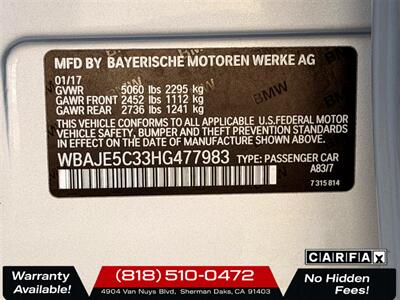 MFD BY BAYERISCHE MOTOREN WERKE AG
01/17
GVWR 5060 lbs 2295 kg
GAWR FRONT 2452 lbs 1112 kg
GAWR REAR 2736 lbs 1241 kg
BMW
THIS VEHICLE CONFORMS TO ALL APPLICABLE U.S.FEDERAL MOTOR
VEHICLE SAFETY, BUMPER, AND THEFT PREVENTION STANDARDS
IN EFFECT ON THE DATE OF MANUFACTURE SHOWN ABOVE.
WBAJE5C33HG477983 TYPE: PASSENGER CAR
A83/7
7 315 814
Warranty
Available!
(818) 510-0472
4904 Van Nuys Blvd, Sherman Oaks, CA 91403
CARFAX
No Hidden
Fees!